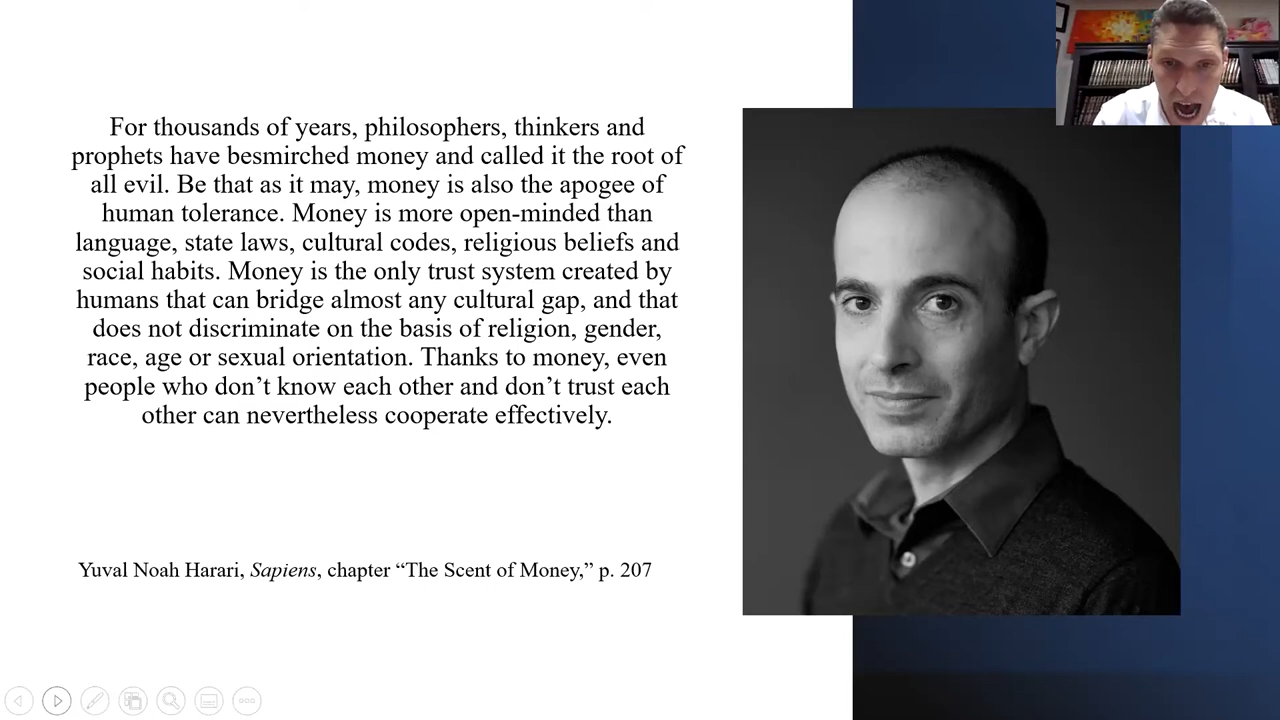 For thousands of years, philosophers, thinkers and
prophets have besmirched money and called it the root of
all evil. Be that as it may, money is also the apogee of
human tolerance. Money is more open-minded than
language, state laws, cultural codes, religious beliefs and
social habits. Money is the only trust system created by
humans that can bridge almost any cultural gap, and that
does not discriminate on the basis of religion, gender,
race, age or sexual orientation. Thanks to money, even
people who don’t know each other and don’t trust each
other can nevertheless cooperate effectively.
Yuval Noah Harari, Sapiens, chapter “The Scent of Money,” p. 207